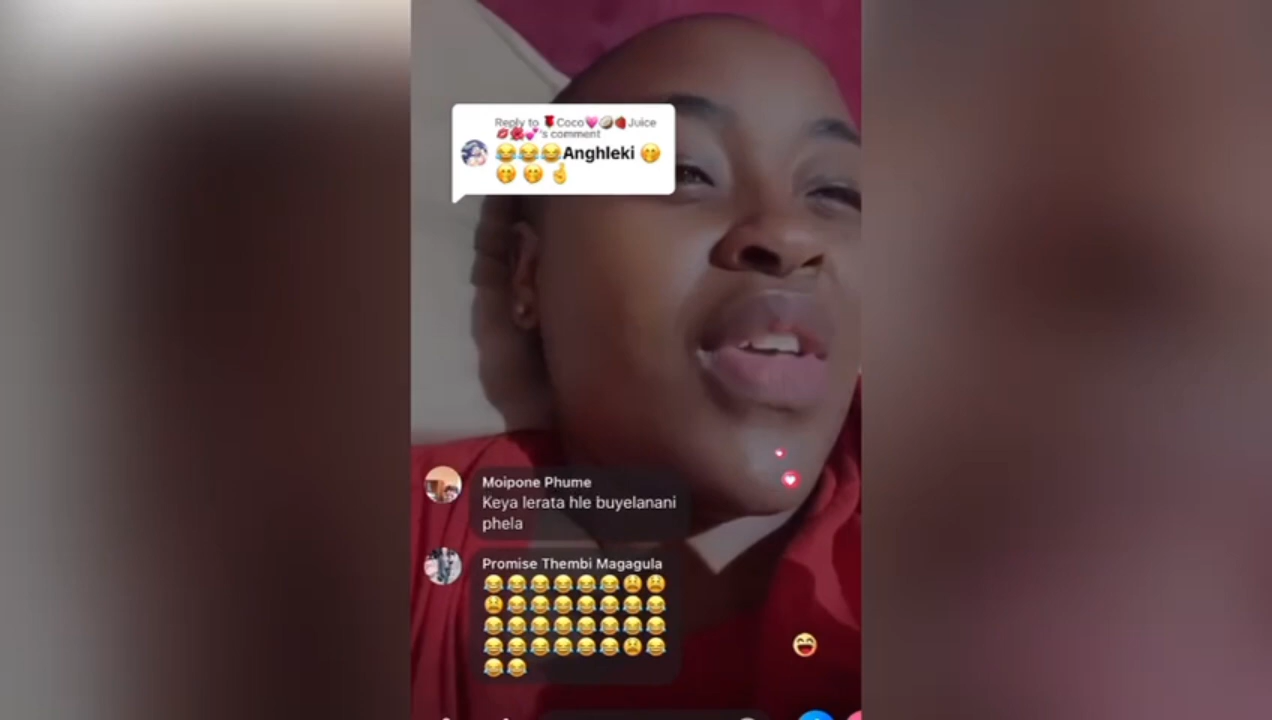 Reply to 🌹Coco💗🥥🍓Juice
💋🌺💕's comment
😂😂😂Anghleki 🤭
🤭 🤭 🤞
Moipone Phume
Keya lerata hle buyelanani
phela
Promise Thembi Magagula
😂😂😂😂😂😂😫😫
😫😂😂😂😂😂😂😂
😂😂😂😂😂😂😂😂
😂😂😂😂😂😂😫😂
😂😂